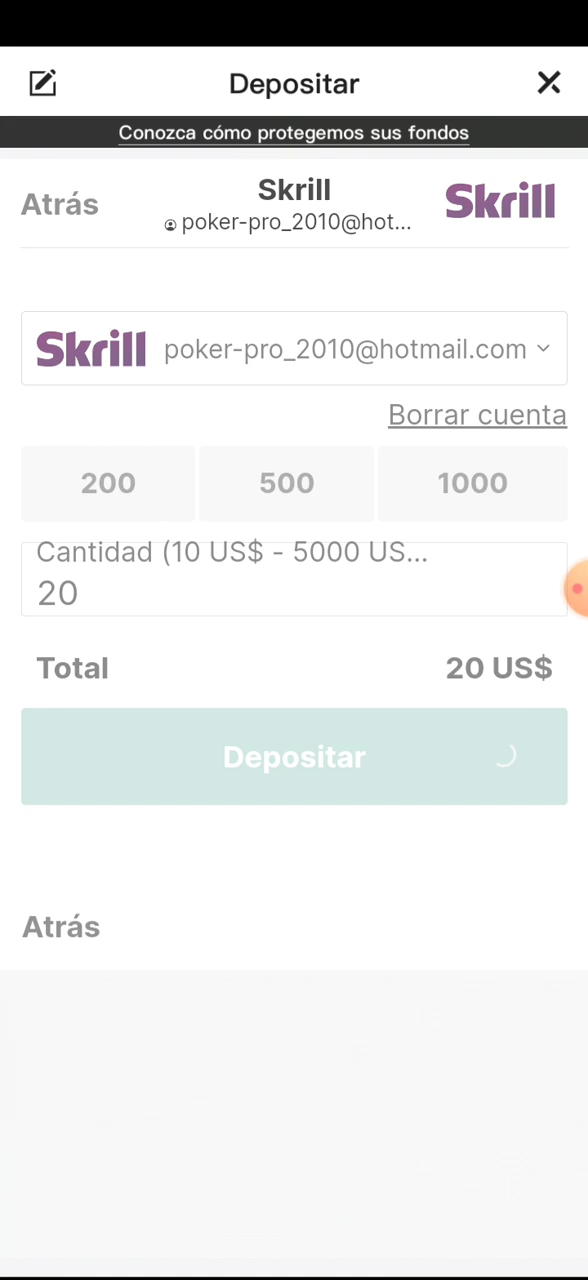 Depositar
Conozca cómo protegemos sus fondos
Atrás
Skrill
poker-pro_2010@hot...
Skrill
Skrill
poker-pro_2010@hotmail.com
Borrar cuenta
200
500
1000
Cantidad (10 US$ - 5000 US...
20
Total
20 US$
Depositar
Atrás